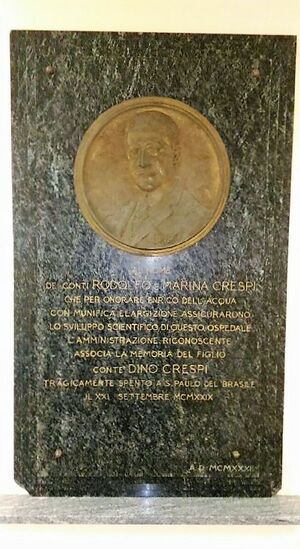 AL NOME
DEI CONTI RODOLFO E MARINA CRESPI
CHE PER ONORARE ENRICO DELL'ACQUA
CON MUNIFICA ELARGIZIONE ASSICURARONO
LO SVILUPPO SCIENTIFICO DI QUESTO OSPEDALE
L'AMMINISTRAZIONE RICONOSCENTE
ASSOCIA LA MEMORIA DEL FIGLIO
CONTE DINO CRESPI
TRAGICAMENTE SPENTO A S. PAULO DEL BRASILE
IL XXI SETTEMBRE MCMXXIX
A.D. MCMXXXI